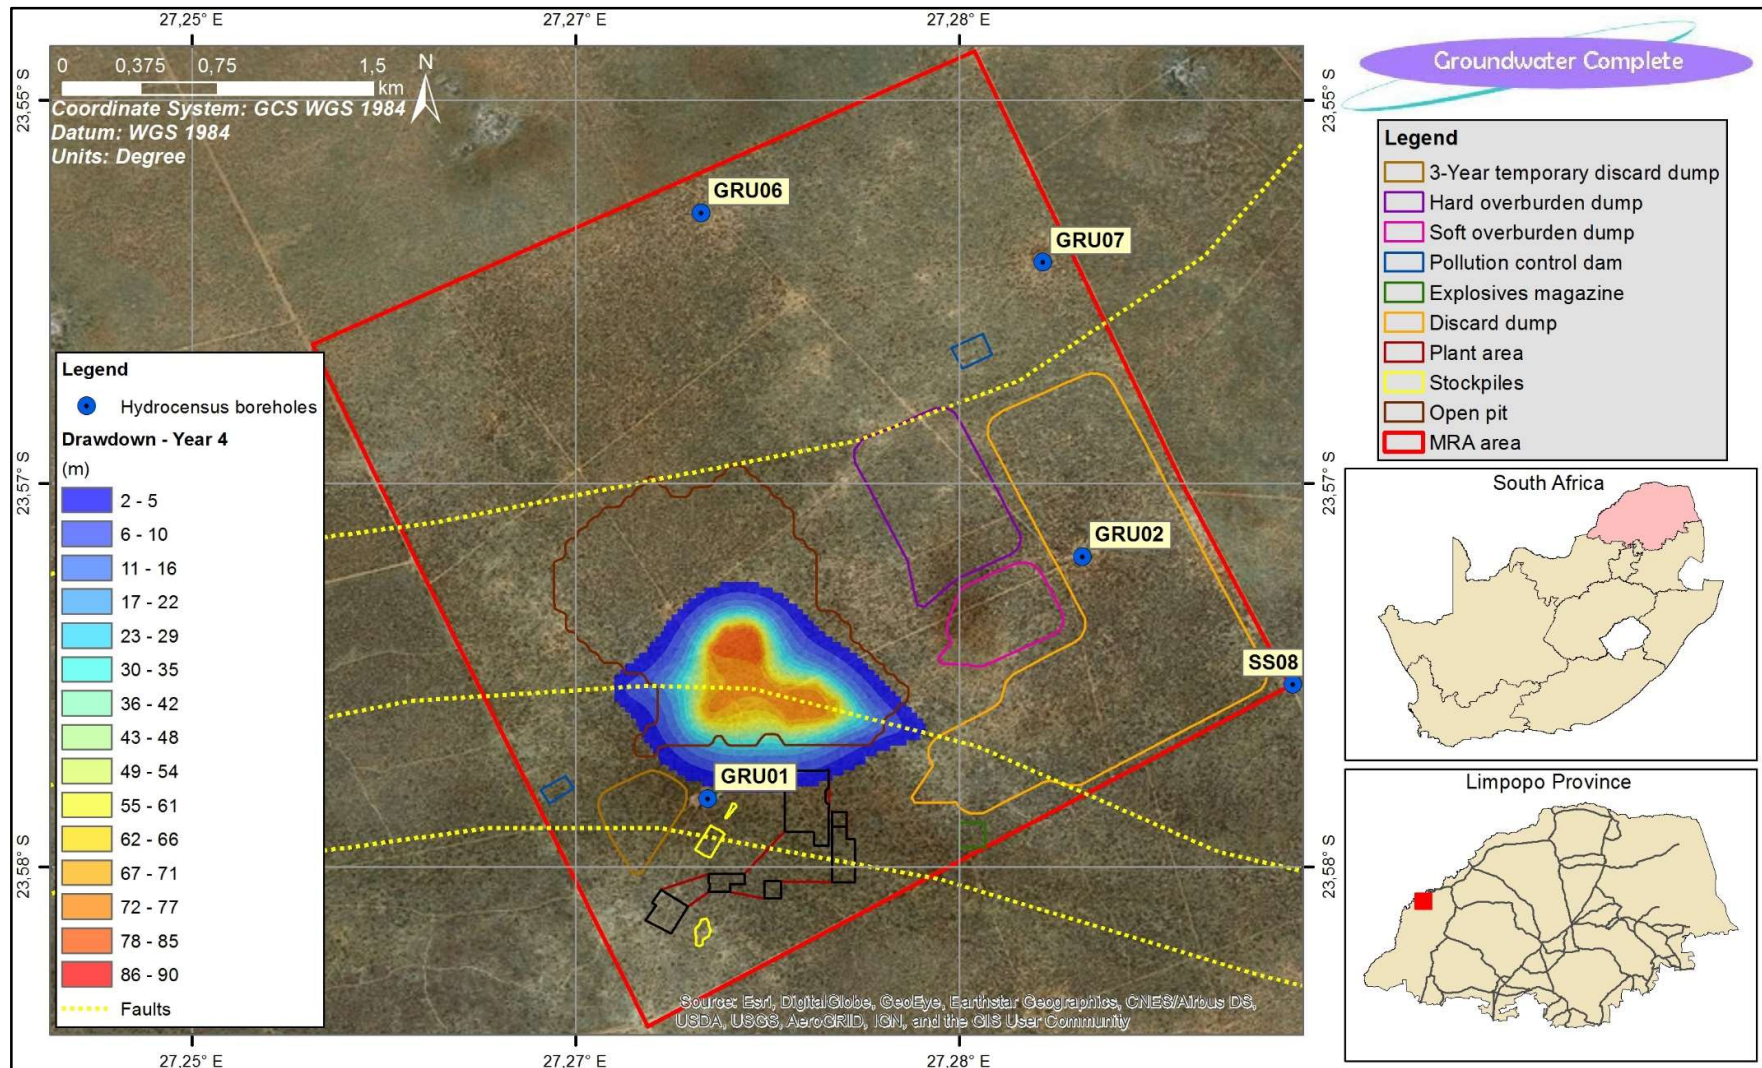 27,25° E
27,27° E
27,28° E
0
0,375
0,75
1,5
km
N
Coordinate System: GCS WGS 1984
Datum: WGS 1984
Units: Degree
23,55° S
23,57° S
23,58° S
GRU06
GRU07
GRU02
SS08
GRU01
Legend
Hydrocensus boreholes
Drawdown - Year 4
(m)
2 - 5
6 - 10
11 - 16
17 - 22
23 - 29
30 - 35
36 - 42
43 - 48
49 - 54
55 - 61
62 - 66
67 - 71
72 - 77
78 - 85
86 - 90
Faults
Source: Esri, DigitalGlobe, GeoEye, Earthstar Geographics, CNES/Airbus DS,
USDA, USGS, AeroGRID, IGN, and the GIS User Community
27,25° E
27,27° E
27,28° E
23,55° S
23,57° S
23,58° S
Groundwater Complete
Legend
3-Year temporary discard dump
Hard overburden dump
Soft overburden dump
Pollution control dam
Explosives magazine
Discard dump
Plant area
Stockpiles
Open pit
MRA area
South Africa
Limpopo Province